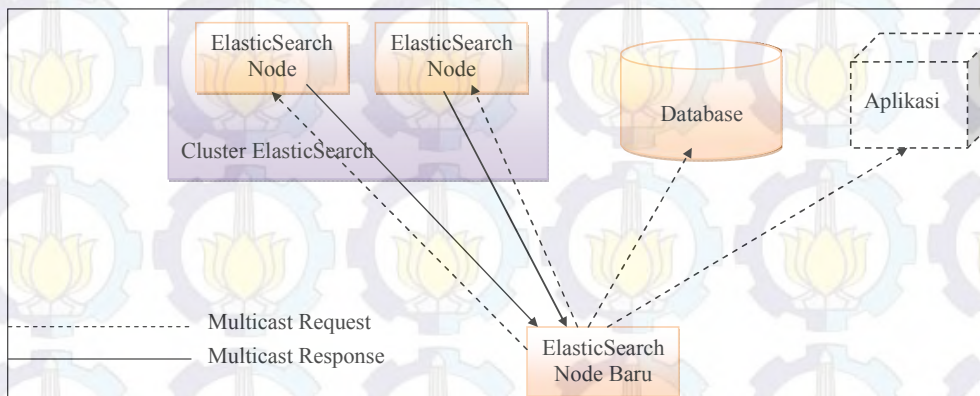 ElasticSearch
Node
ElasticSearch
Node
Database
Aplikasi
Cluster ElasticSearch
Multicast Request
Multicast Response
ElasticSearch
Node Baru